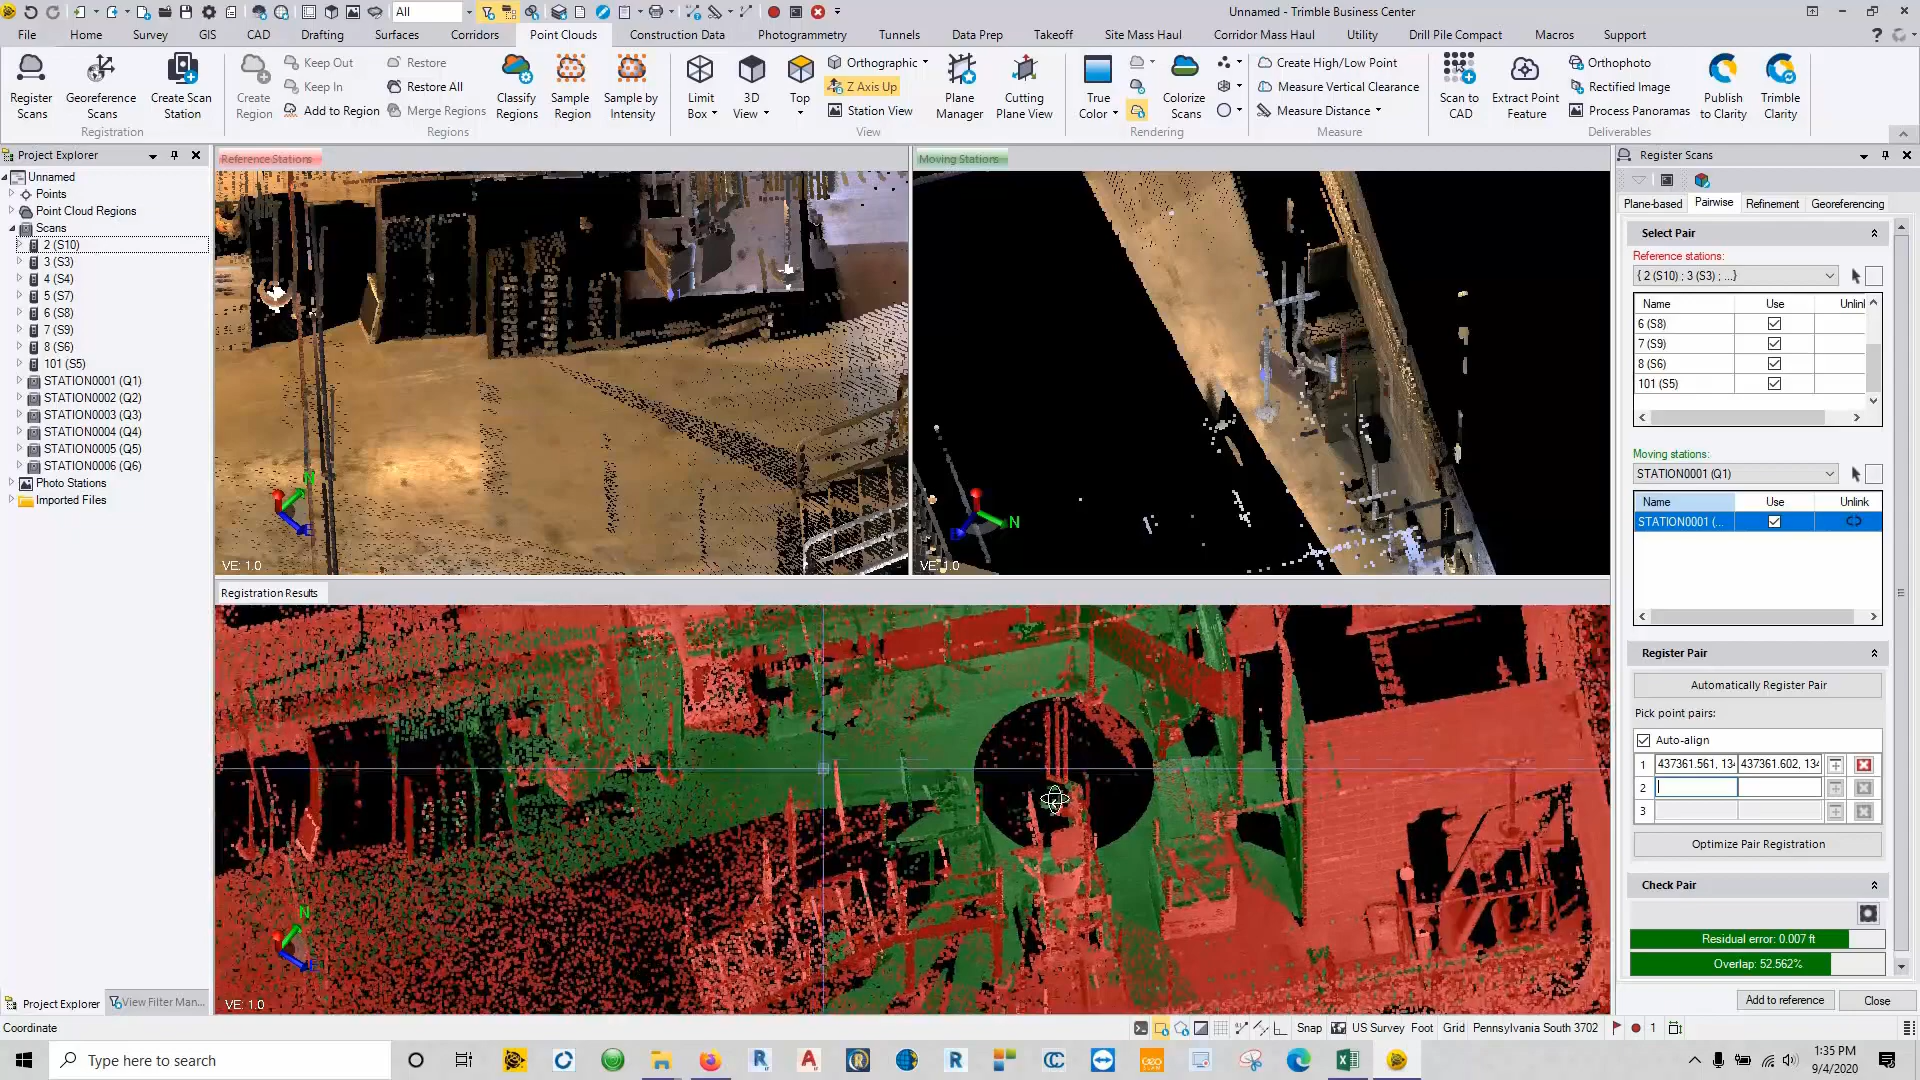 All
Unnamed - Trimble Business Center
File
Home
Survey
GIS
CAD
Drafting
Surfaces
Corridors
Point Clouds
Construction Data
Photogrammetry
Tunnels
Data Prep
Takeoff
Site Mass Haul
Corridor Mass Haul
Utility
Drill Pile Compact
Macros
Support
Register Scans
Georeference Scans
Create Scan Station
Registration
Create Region
Keep Out
Keep In
Add to Region
Restore
Restore All
Merge Regions
Regions
Classify Regions
Sample Region
Sample by Intensity
Limit Box
3D View
Top
Orthographic
Z Axis Up
Station View
View
Plane Manager
Cutting Plane View
True Color
Colorize Scans
Rendering
Create High/Low Point
Measure Vertical Clearance
Measure Distance
Measure
Scan to CAD
Extract Point Feature
Orthophoto
Rectified Image
Process Panoramas
Deliverables
Publish to Clarity
Trimble Clarity
Project Explorer
Unnamed
Points
Point Cloud Regions
Scans
2 (S10)
3 (S3)
4 (S4)
5 (S7)
6 (S8)
7 (S9)
8 (S6)
101 (S5)
STATION0001 (Q1)
STATION0002 (Q2)
STATION0003 (Q3)
STATION0004 (Q4)
STATION0005 (Q5)
STATION0006 (Q6)
Photo Stations
Imported Files
Project Explorer
View Filter Man...
Reference Stations
N
E
VE: 1.0
Moving Stations
N
VE: 1.0
Registration Results
N
E
VE: 1.0
Register Scans
Plane-based
Pairwise
Refinement
Georeferencing
Select Pair
Reference stations:
{ 2 (S10) ; 3 (S3) ; ...}
Name Use Unlinl
6 (S8)
7 (S9)
8 (S6)
101 (S5)
Moving stations:
STATION0001 (Q1)
Name Use Unlink
STATION0001 (...
Register Pair
Automatically Register Pair
Pick point pairs:
Auto-align
1 437361.561, 13 437361.602, 13
2
3
Optimize Pair Registration
Check Pair
Residual error: 0.007 ft
Overlap: 52.562%
Add to reference
Close
Coordinate
Snap
US Survey Foot
Grid
Pennsylvania South 3702
1
Type here to search
1:35 PM
9/4/2020